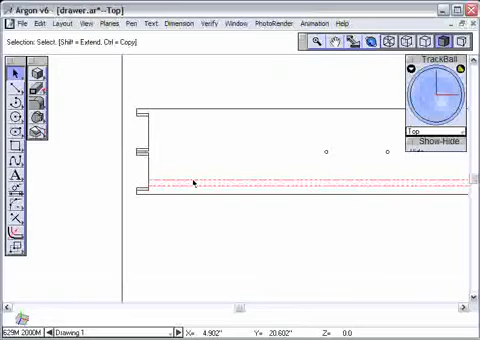 Argon v6 - [drawer.ar*--Top]
File Edit Layout View Planes Pen Text Dimension Verify Window PhotoRender Animation Help
Selection: Select. [Shift = Extend, Ctrl = Copy]
TrackBall
Top
Show-Hide
629M 2000M Drawing 1 X= 4.902" Y= 20.602" Z= 0.0